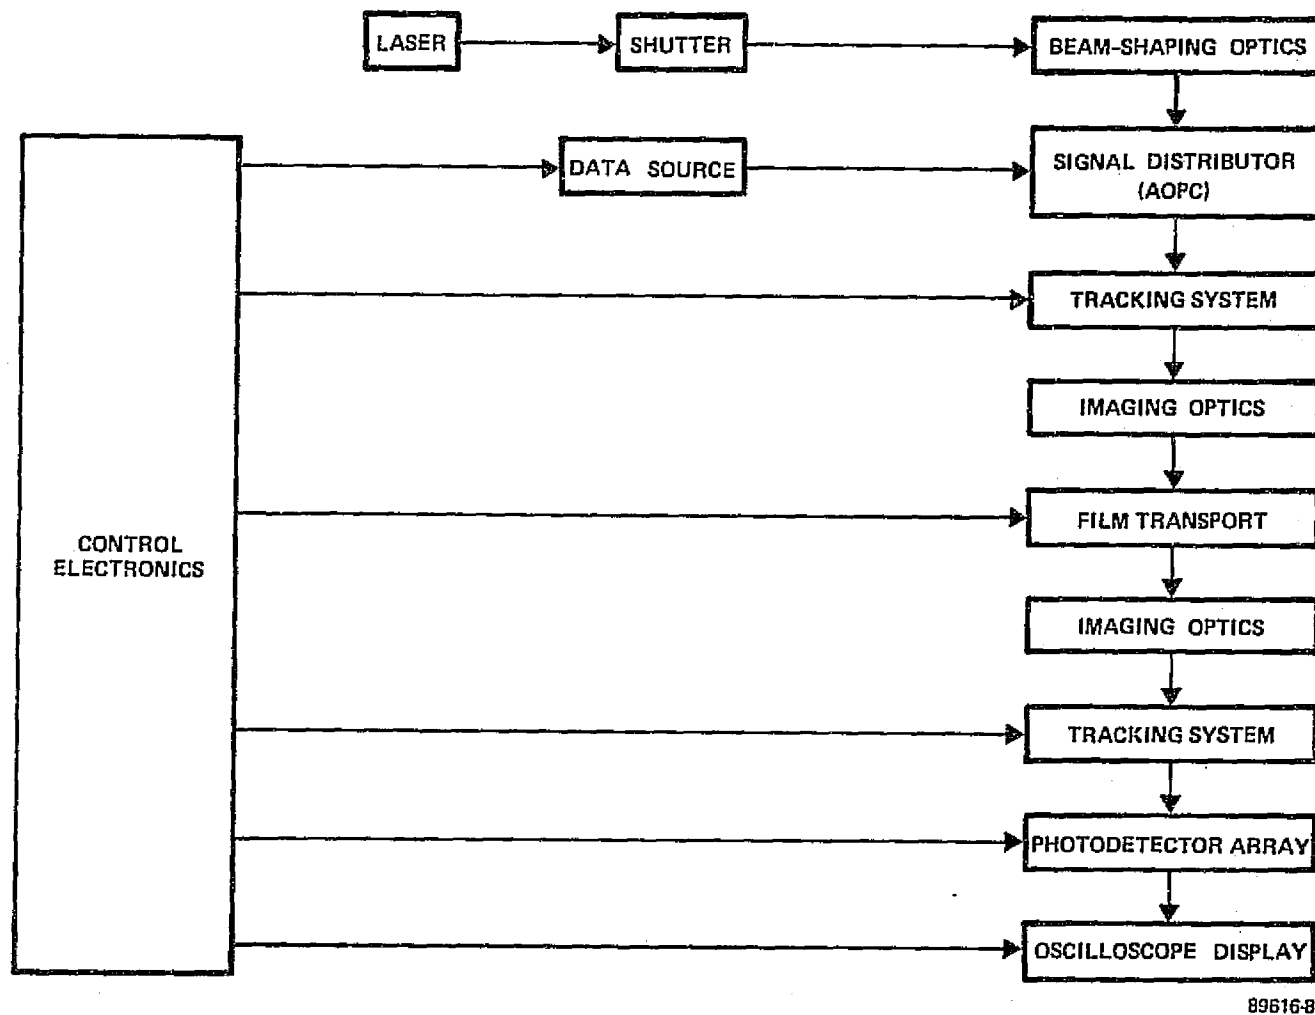 LASER
SHUTTER
BEAM-SHAPING OPTICS
DATA SOURCE
SIGNAL DISTRIBUTOR
(AOPC)
TRACKING SYSTEM
IMAGING OPTICS
CONTROL
ELECTRONICS
FILM TRANSPORT
IMAGING OPTICS
TRACKING SYSTEM
PHOTODETECTOR ARRAY
OSCILLOSCOPE DISPLAY
89616-8